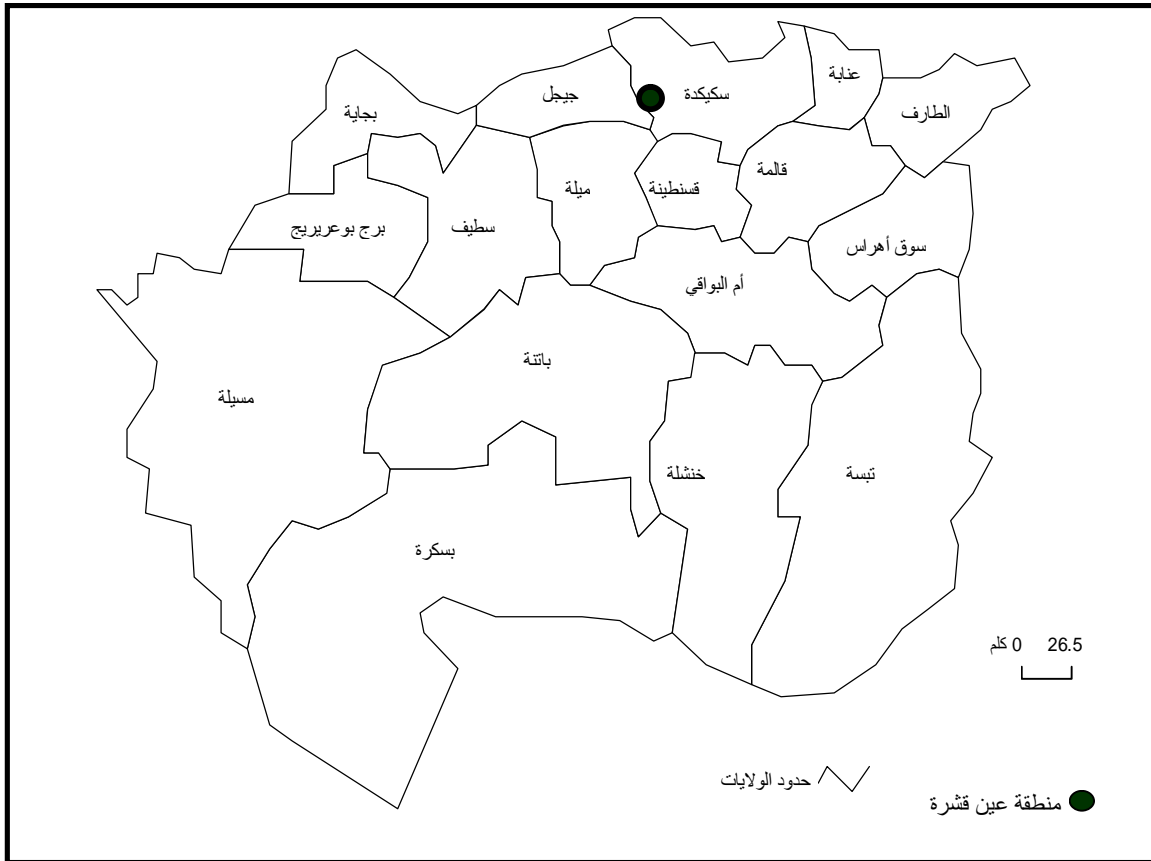 عنابة
سكيكدة
جيجل
بجاية
الطارف
قالمة
قسنطينة
ميلة
سطيف
برج بوعريريج
سوق أهراس
أم البواقي
باتنة
مسيلة
خنشلة
تبسة
بسكرة
26.5 0 كلم
حدود الولايات
منطقة عين قشرة